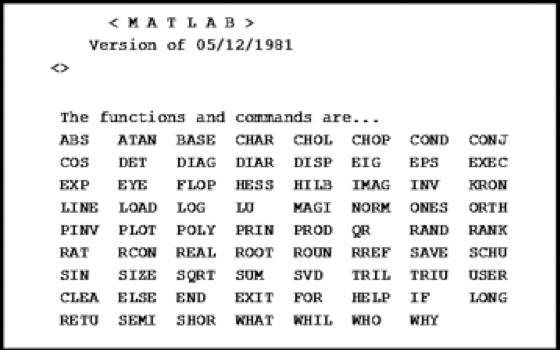 < M A T L A B >
Version of 05/12/1981
<>
The functions and commands are...
ABS ATAN BASE CHAR CHOL CHOP COND CONJ
COS DET DIAG DIAR DISP EIG EPS EXEC
EXP EYE FLOP HESS HILB IMAG INV KRON
LINE LOAD LOG LU MAGI NORM ONES ORTH
PINV PLOT POLY PRIN PROD QR RAND RANK
RAT RCON REAL ROOT ROUN RREF SAVE SCHU
SIN SIZE SQRT SUM SVD TRIL TRIU USER
CLEA ELSE END EXIT FOR HELP IF LONG
RETU SEMI SHOR WHAT WHIL WHO WHY